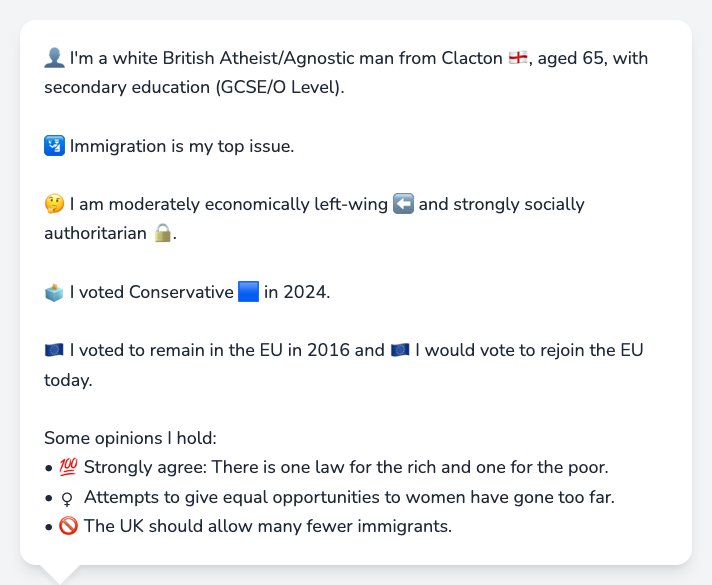 👤 I'm a white British Atheist/Agnostic man from Clacton 🏴󠁧󠁢󠁥󠁮󠁧󠁿, aged 65, with
secondary education (GCSE/O Level).
🛂 Immigration is my top issue.
🤔 I am moderately economically left-wing ⬅️ and strongly socially
authoritarian 🔒.
🗳️ I voted Conservative 🟦 in 2024.
🇪🇺 I voted to remain in the EU in 2016 and 🇪🇺 I would vote to rejoin the EU
today.
Some opinions I hold:
• 💯 Strongly agree: There is one law for the rich and one for the poor.
• ♀ Attempts to give equal opportunities to women have gone too far.
• 🚫 The UK should allow many fewer immigrants.